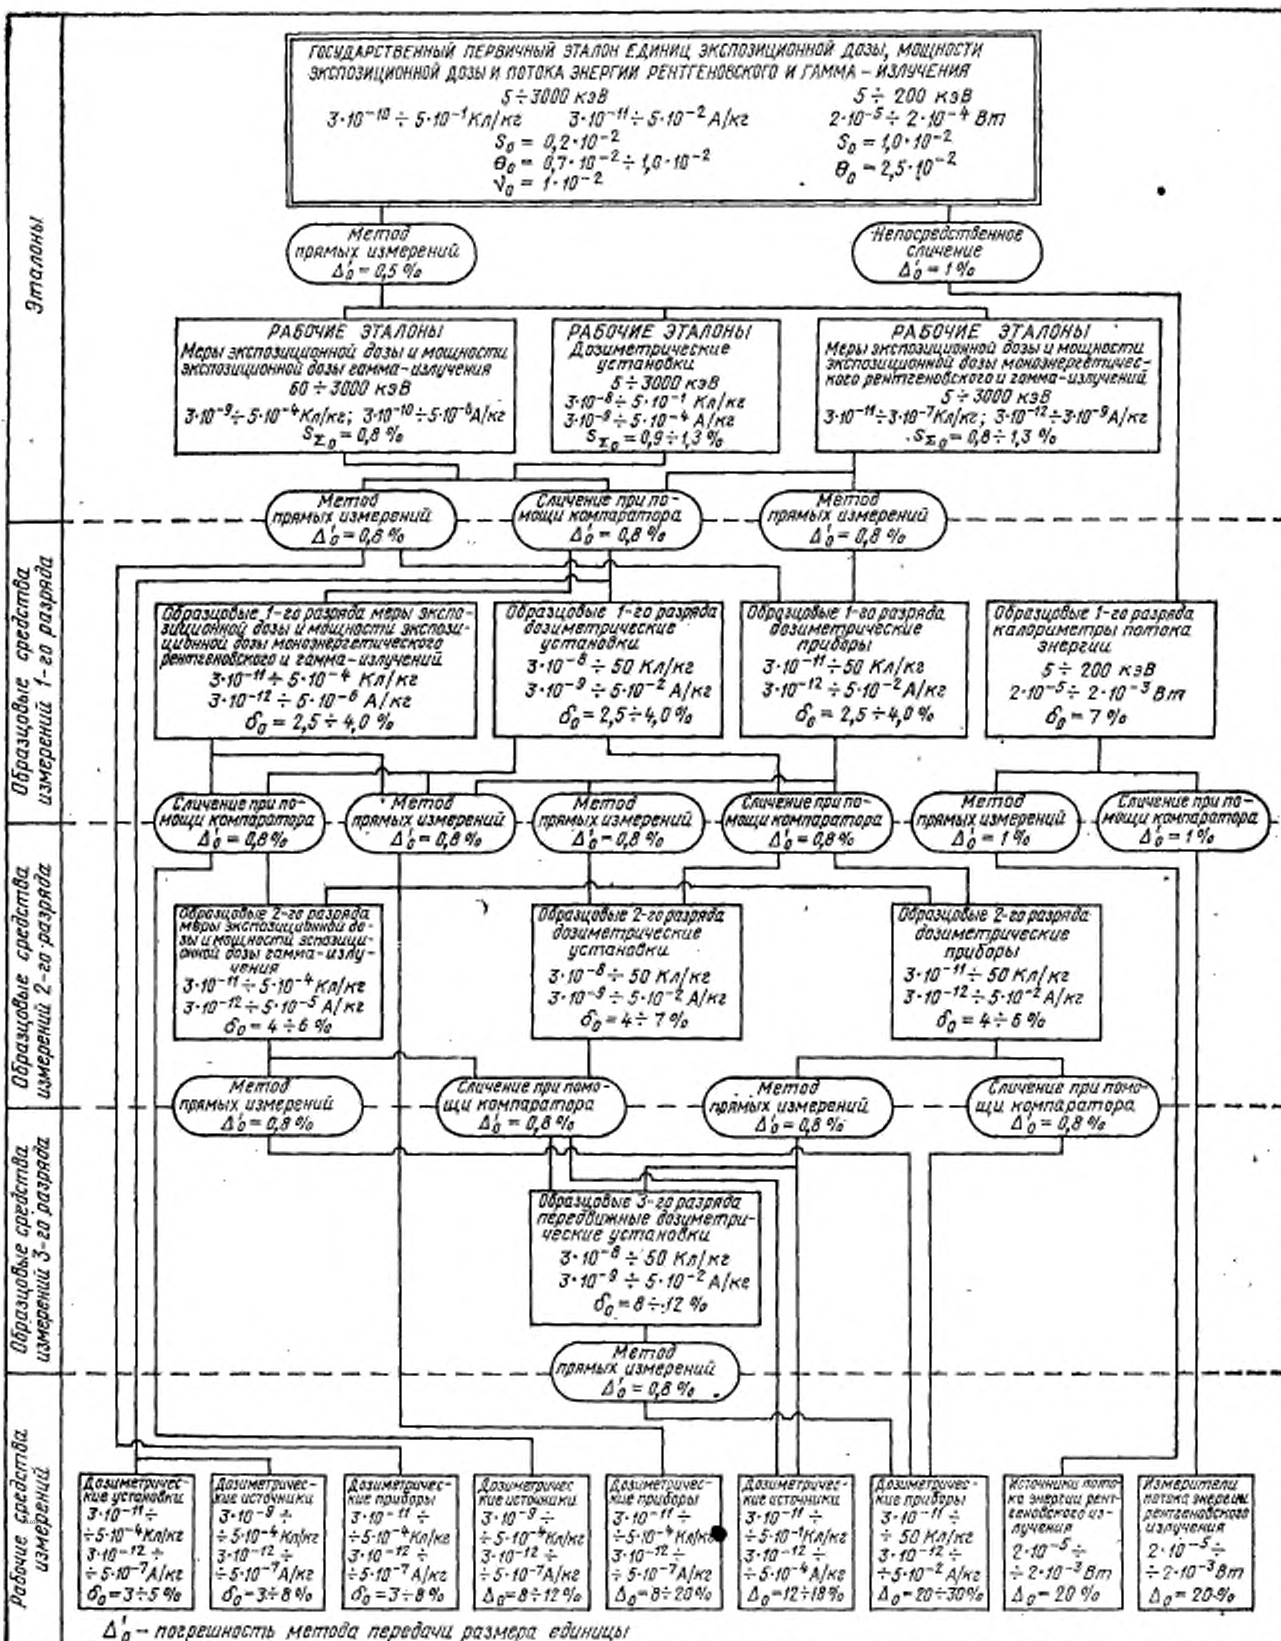 ГОСУДАРСТВЕННЫЙ ПЕРВИЧНЫЙ ЭТАЛОН ЕДИНИЦ ЭКСПОЗИЦИОННОЙ ДОЗЫ, МОЩНОСТИ
ЭКСПОЗИЦИОННОЙ ДОЗЫ И ПОТОКА ЭНЕРГИИ РЕНТГЕНОВСКОГО И ГАММА – ИЗЛУЧЕНИЯ
5÷3000 кэВ
3·10⁻¹⁰ ÷ 5·10⁻¹ Кл/кг 3·10⁻¹¹ ÷ 5·10⁻² А/кг
S₀ = 0,2·10⁻²
θ₀ = 0,7·10⁻² ÷ 1,0·10⁻²
ν₀ = 1·10⁻²
5 ÷ 200 кэВ
2·10⁻⁵ ÷ 2·10⁻⁴ Вт
S₀ = 1,0·10⁻²
θ₀ = 2,5·10⁻²
Эталоны
Метод
прямых измерений
Δ'₀ = 0,5 %
Непосредственное
сличение
Δ'₀ = 1 %
РАБОЧИЕ ЭТАЛОНЫ
Меры экспозиционной дозы и мощности
экспозиционной дозы гамма-излучения
60 ÷ 3000 кэВ
3·10⁻⁹ ÷ 5·10⁻⁴ Кл/кг; 3·10⁻¹⁰ ÷ 5·10⁻⁶ А/кг
S_Σ₀ = 0,8 %
РАБОЧИЕ ЭТАЛОНЫ
Дозиметрические
установки
5 ÷ 3000 кэВ
3·10⁻⁸ ÷ 5·10⁻¹ Кл/кг
3·10⁻⁹ ÷ 5·10⁻⁴ А/кг
S_Σ₀ = 0,9 ÷ 1,3 %
РАБОЧИЕ ЭТАЛОНЫ
Меры экспозиционной дозы и мощности
экспозиционной дозы моноэнергетичес-
кого рентгеновского и гамма-излучений
5 ÷ 3000 кэВ
3·10⁻¹¹ ÷ 3·10⁻⁷ Кл/кг; 3·10⁻¹² ÷ 3·10⁻⁹ А/кг
S_Σ₀ = 0,8 ÷ 1,3 %
Метод
прямых измерений
Δ'₀ = 0,8 %
Сличение при по-
мощи компаратора
Δ'₀ = 0,8 %
Метод
прямых измерений
Δ'₀ = 0,8 %
Образцовые средства
измерений 1-го разряда
Образцовые 1-го разряда меры экспо-
зиционной дозы и мощности экспози-
ционной дозы моноэнергетического
рентгеновского и гамма-излучений
3·10⁻¹¹ ÷ 5·10⁻⁴ Кл/кг
3·10⁻¹² ÷ 5·10⁻⁶ А/кг
δ₀ = 2,5 ÷ 4,0 %
Образцовые 1-го разряда
дозиметрические
установки
3·10⁻⁸ ÷ 50 Кл/кг
3·10⁻⁹ ÷ 5·10⁻² А/кг
δ₀ = 2,5 ÷ 4,0 %
Образцовые 1-го разряда
дозиметрические
приборы
3·10⁻¹¹ ÷ 50 Кл/кг
3·10⁻¹² ÷ 5·10⁻² А/кг
δ₀ = 2,5 ÷ 4,0 %
Образцовые 1-го разряда
калориметры потока
энергии
5 ÷ 200 кэВ
2·10⁻⁵ ÷ 2·10⁻³ Вт
δ₀ = 7 %
Сличение при по-
мощи компаратора
Δ'₀ = 0,8 %
Метод
прямых измерений
Δ'₀ = 0,8 %
Метод
прямых измерений
Δ'₀ = 0,8 %
Сличение при по-
мощи компаратора
Δ'₀ = 0,8 %
Метод
прямых измерений
Δ'₀ = 1 %
Сличение при по-
мощи компаратора
Δ'₀ = 1 %
Образцовые средства
измерений 2-го разряда
Образцовые 2-го разряда
меры экспозиционной до-
зы и мощности эспозици-
онной дозы гамма-излу-
чения
3·10⁻¹¹ ÷ 5·10⁻⁴ Кл/кг
3·10⁻¹² ÷ 5·10⁻⁵ А/кг
δ₀ = 4 ÷ 6 %
Образцовые 2-го разряда
дозиметрические
установки
3·10⁻⁸ ÷ 50 Кл/кг
3·10⁻⁹ ÷ 5·10⁻² А/кг
δ₀ = 4 ÷ 7 %
Образцовые 2-го разряда
дозиметрические
приборы
3·10⁻¹¹ ÷ 50 Кл/кг
3·10⁻¹² ÷ 5·10⁻² А/кг
δ₀ = 4 ÷ 6 %
Метод
прямых измерений
Δ'₀ = 0,8 %
Сличение при помо-
щи компаратора
Δ'₀ = 0,8 %
Метод
прямых измерений
Δ'₀ = 0,8 %
Сличение при помо-
щи компаратора
Δ'₀ = 0,8 %
Образцовые средства
измерений 3-го разряда
Образцовые 3-го разряда
передвижные дозиметри-
ческие установки
3·10⁻⁸ ÷ 50 Кл/кг
3·10⁻⁹ ÷ 5·10⁻² А/кг
δ₀ = 8 ÷ 12 %
Метод
прямых измерений
Δ'₀ = 0,8 %
Рабочие средства
измерений
Дозиметричес-
кие установки
3·10⁻¹¹ ÷
÷ 5·10⁻⁴ Кл/кг
3·10⁻¹² ÷
÷ 5·10⁻⁷ А/кг
δ₀ = 3 ÷ 5 %
Дозиметричес-
кие источники
3·10⁻⁹ ÷
÷ 5·10⁻⁴ Кл/кг
3·10⁻¹² ÷
÷ 5·10⁻⁷ А/кг
δ₀ = 3 ÷ 8 %
Дозиметричес-
кие приборы
3·10⁻¹¹ ÷
÷ 5·10⁻⁴ Кл/кг
3·10⁻¹² ÷
÷ 5·10⁻⁷ А/кг
δ₀ = 3 ÷ 8 %
Дозиметричес
кие источники
3·10⁻⁹ ÷
÷ 5·10⁻⁴ Кл/кг
3·10⁻¹² ÷
÷ 5·10⁻⁷ А/кг
Δ₀ = 8 ÷ 12 %
Дозиметричес-
кие приборы
3·10⁻¹¹ ÷
÷ 5·10⁻⁴ Кл/кг
3·10⁻¹² ÷
÷ 5·10⁻⁷ А/кг
Δ₀ = 8 ÷ 20 %
Дозиметричес-
кие источники
3·10⁻¹¹ ÷
÷ 5·10⁻¹ Кл/кг
3·10⁻¹² ÷
÷ 5·10⁻⁴ А/кг
Δ₀ = 12 ÷ 18 %
Дозиметричес-
кие приборы
3·10⁻¹¹ ÷
÷ 50 Кл/кг
3·10⁻¹² ÷
÷ 5·10⁻² А/кг
Δ₀ = 20 ÷ 30 %
Источники пото-
ка энергии рент-
геновского из-
лучения
2·10⁻⁵ ÷
÷ 2·10⁻³ Вт
Δ₀ = 20 %
Измерители
потока энергии
рентгеновского
излучения
2·10⁻⁵ ÷
÷ 2·10⁻³ Вт
Δ₀ = 20 %
Δ'₀ – погрешность метода передачи размера единицы